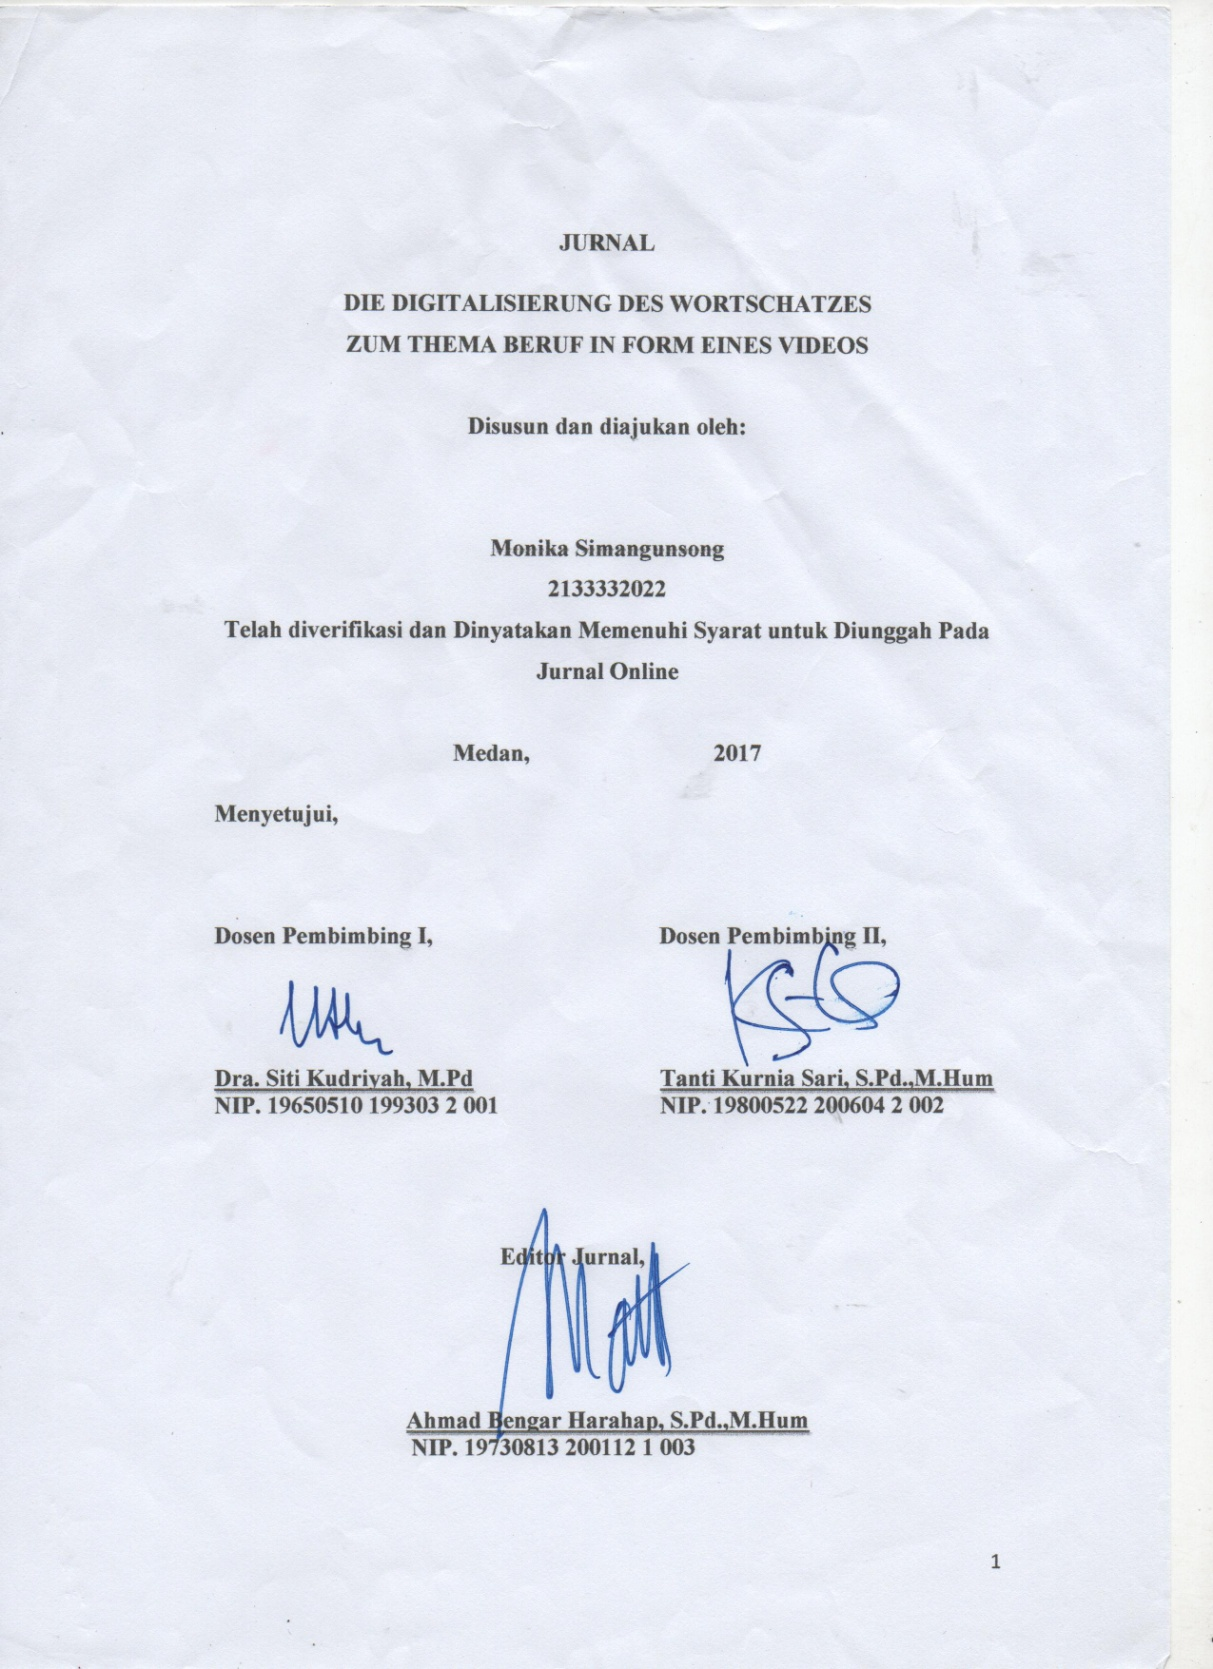 JURNAL
DIE DIGITALISIERUNG DES WORTSCHATZES
ZUM THEMA BERUF IN FORM EINES VIDEOS
Disusun dan diajukan oleh:
Monika Simangunsong
2133332022
Telah diverifikasi dan Dinyatakan Memenuhi Syarat untuk Diunggah Pada
Jurnal Online
Medan, 2017
Menyetujui,
Dosen Pembimbing I, Dosen Pembimbing II,
Dra. Siti Kudriyah, M.Pd Tanti Kurnia Sari, S.Pd.,M.Hum
NIP. 19650510 199303 2 001 NIP. 19800522 200604 2 002
Editor Jurnal,
Ahmad Bengar Harahap, S.Pd.,M.Hum
NIP. 19730813 200112 1 003
1